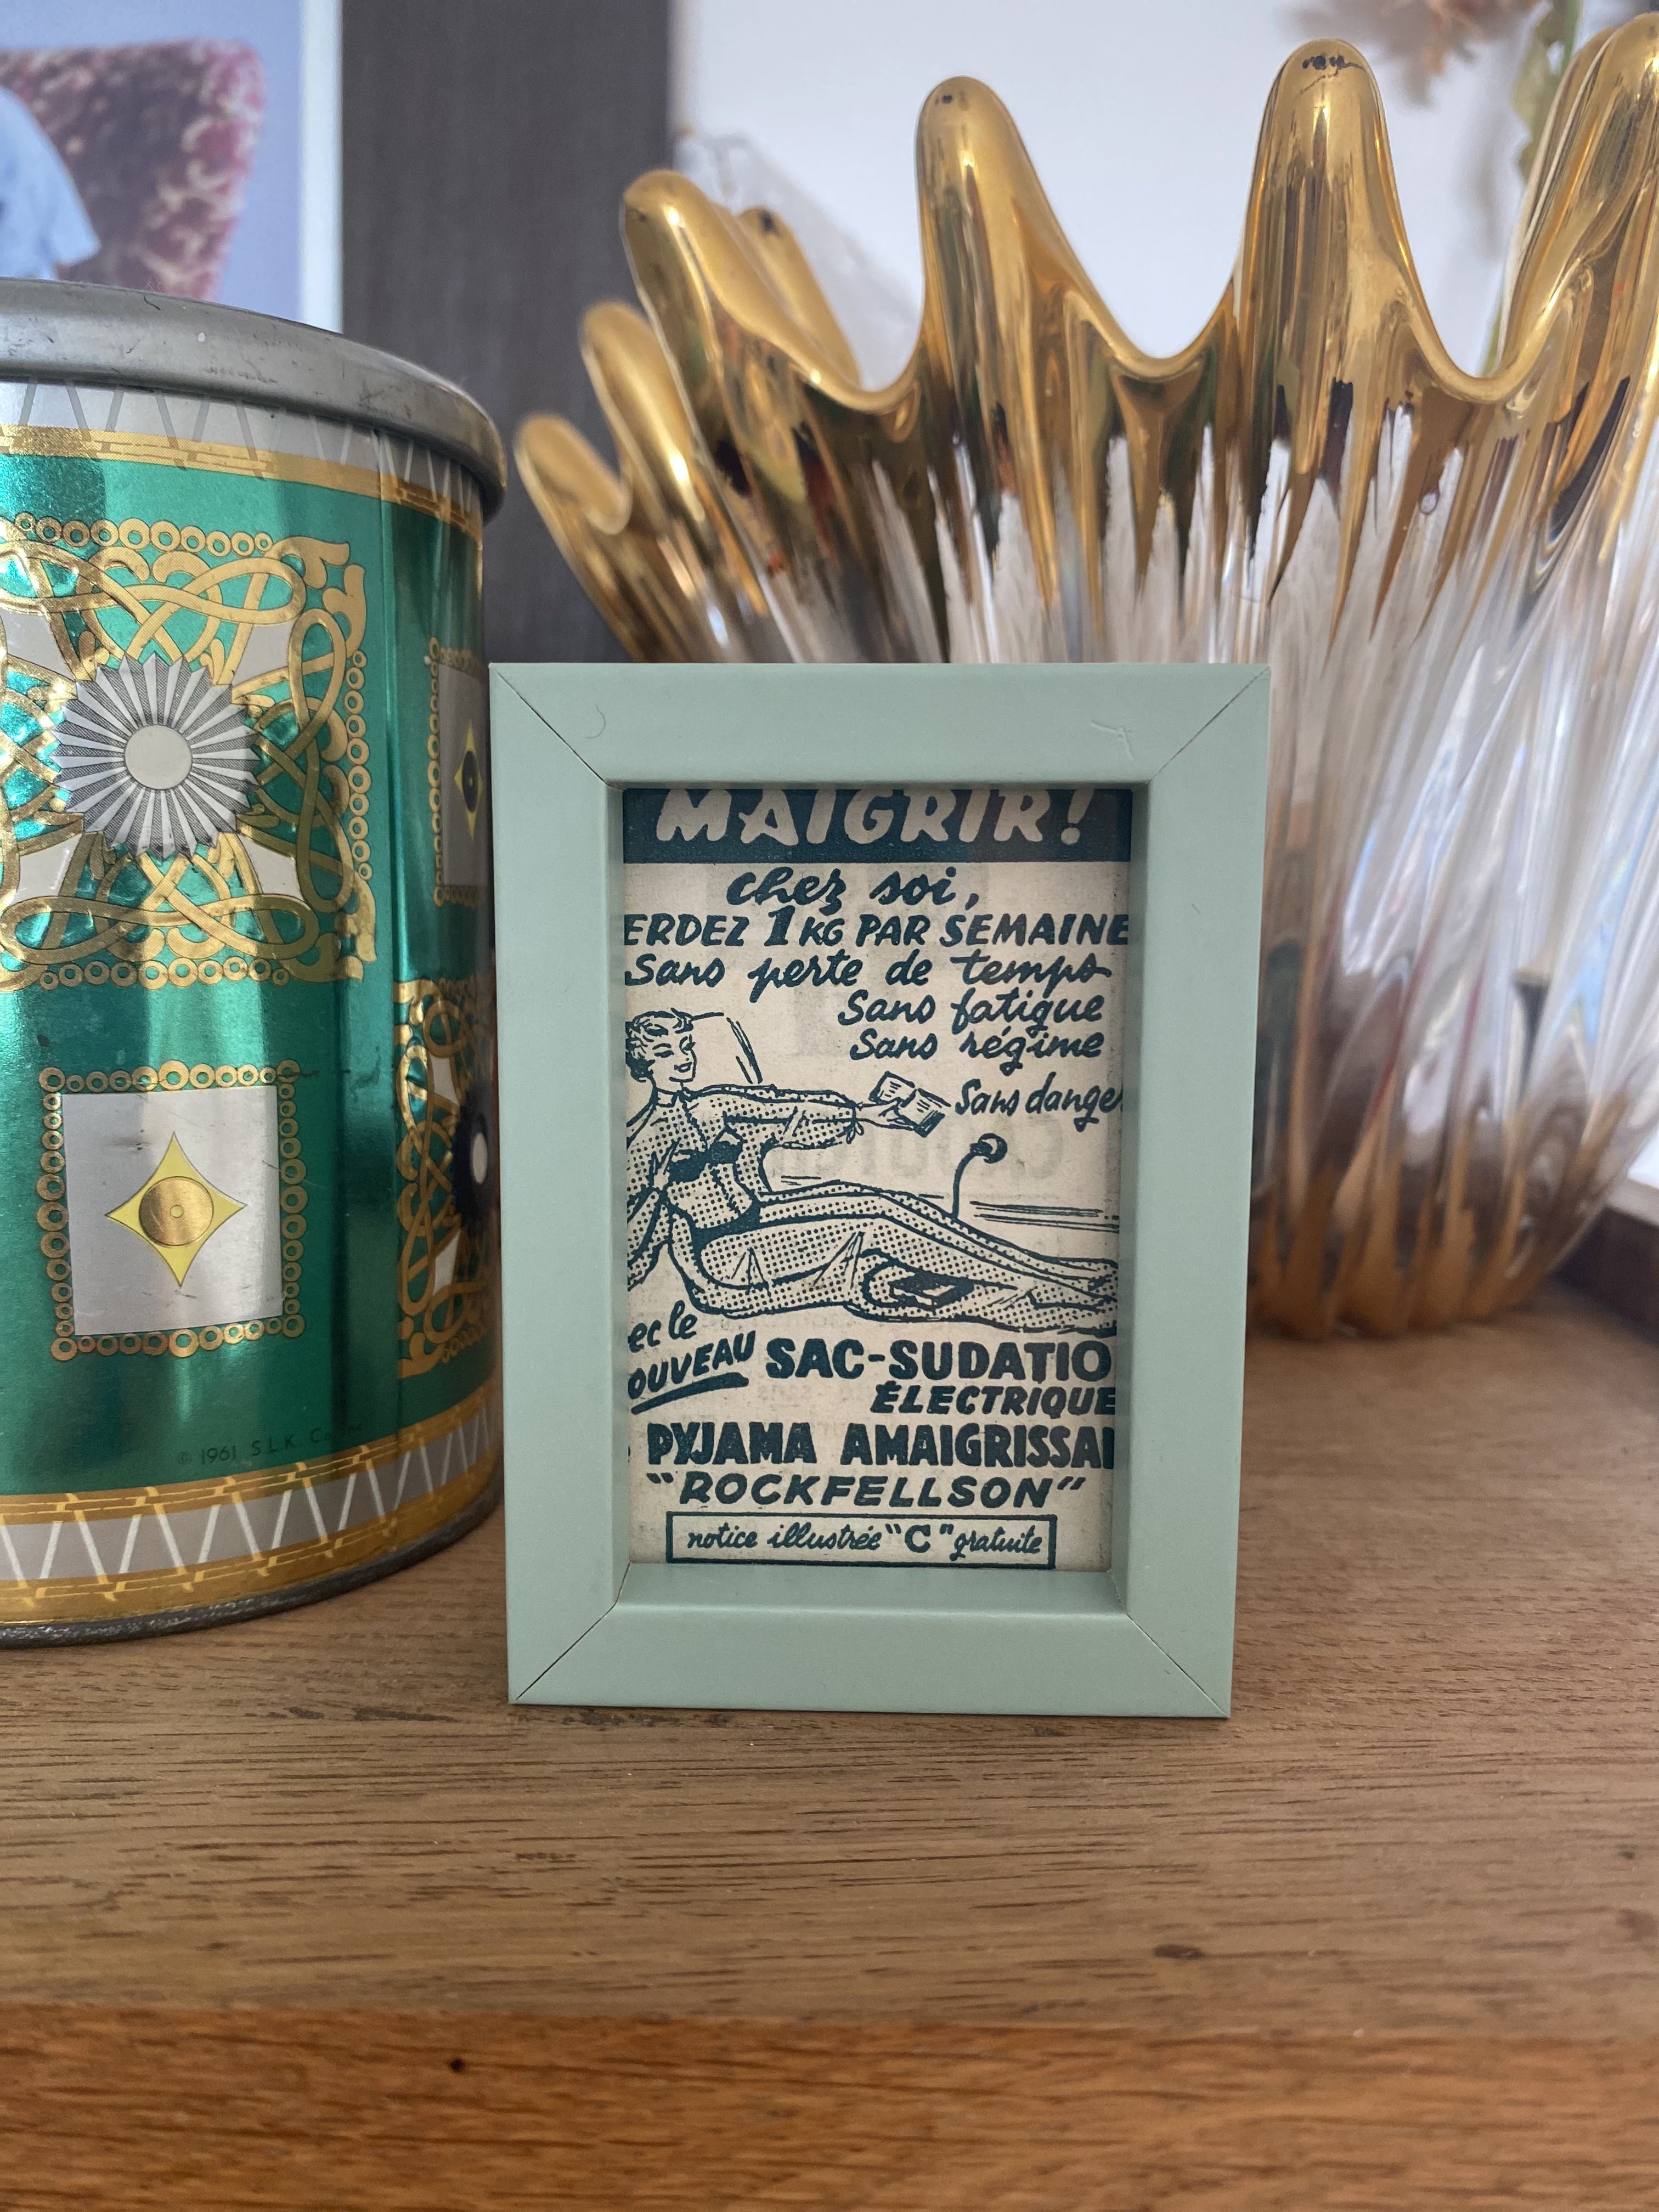 MAIGRIR!
chez soi,
ERDEZ 1 KG PAR SEMAINE
Sans perte de temps
Sans fatigue
Sans régime
Sans dange
ec le
OUVEAU SAC-SUDATIO
ÉLECTRIQUE
PYJAMA AMAIGRISSA
"ROCKFELLSON"
notice illustrée "C" gratuite
© 1961 S.L.K.